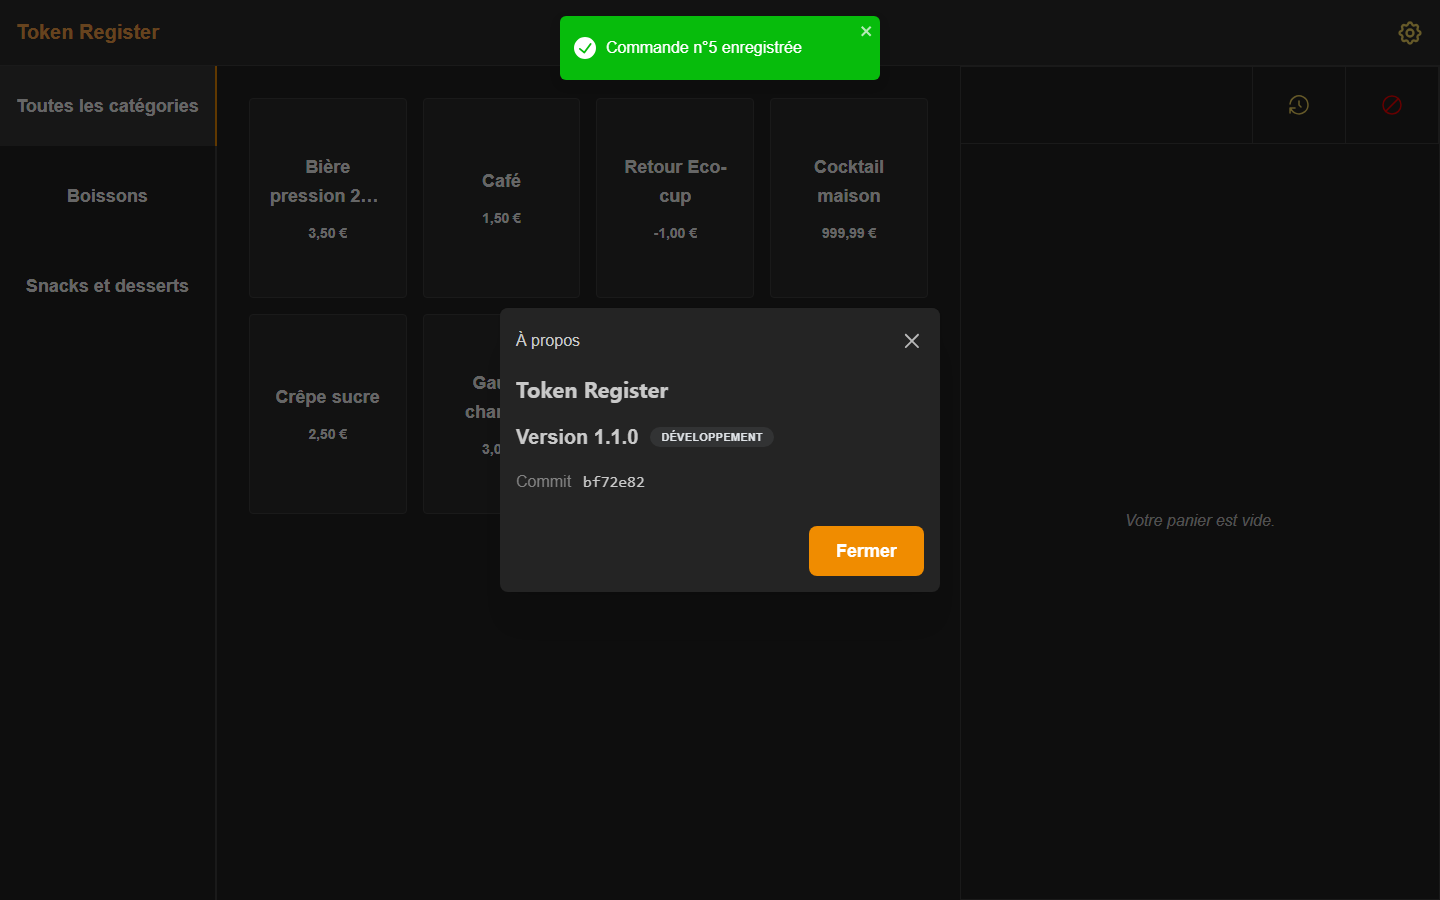 Token Register
Commande n°5 enregistrée
Toutes les catégories
Boissons
Snacks et desserts
Bière
pression 2…
3,50 €
Café
1,50 €
Retour Eco-
cup
-1,00 €
Cocktail
maison
999,99 €
Crêpe sucre
2,50 €
À propos
Token Register
Version 1.1.0 DÉVELOPPEMENT
Commit bf72e82
Fermer
Votre panier est vide.